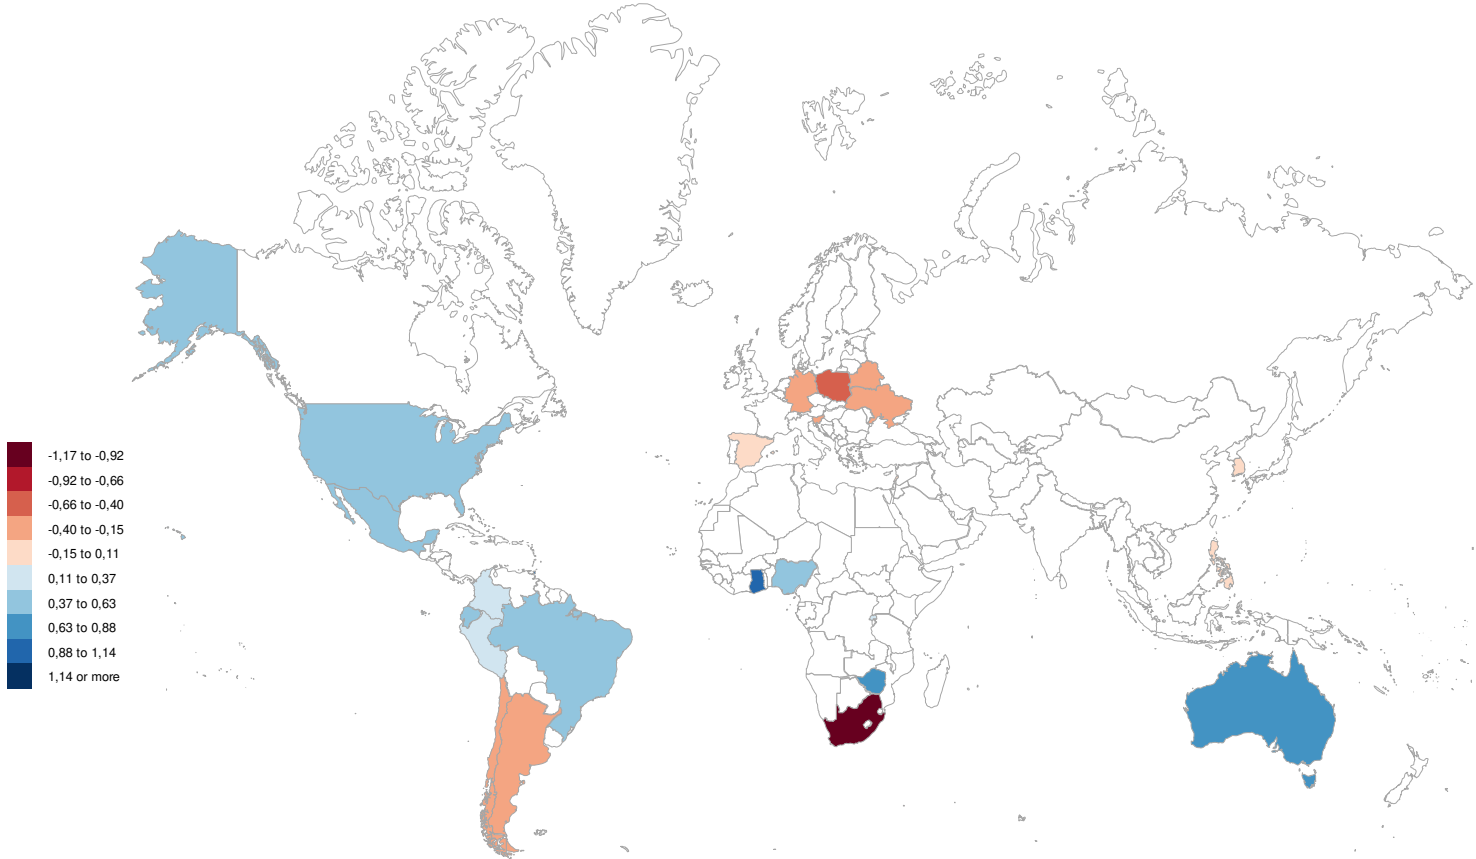 -1,17 to -0,92
-0,92 to -0,66
-0,66 to -0,40
-0,40 to -0,15
-0,15 to 0,11
0,11 to 0,37
0,37 to 0,63
0,63 to 0,88
0,88 to 1,14
1,14 or more